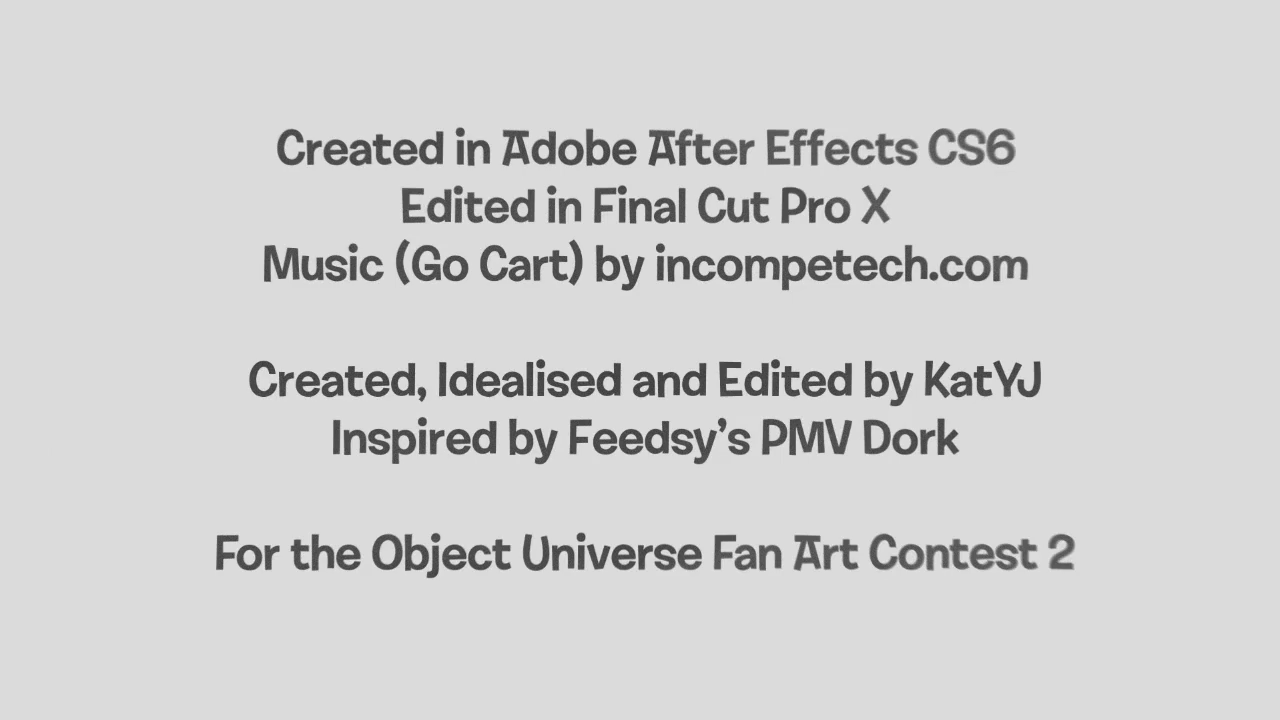 Created in Adobe After Effects CS6
Edited in Final Cut Pro X
Music (Go Cart) by incompetech.com
Created, Idealised and Edited by KatYJ
Inspired by Feedsy’s PMV Dork
For the Object Universe Fan Art Contest 2